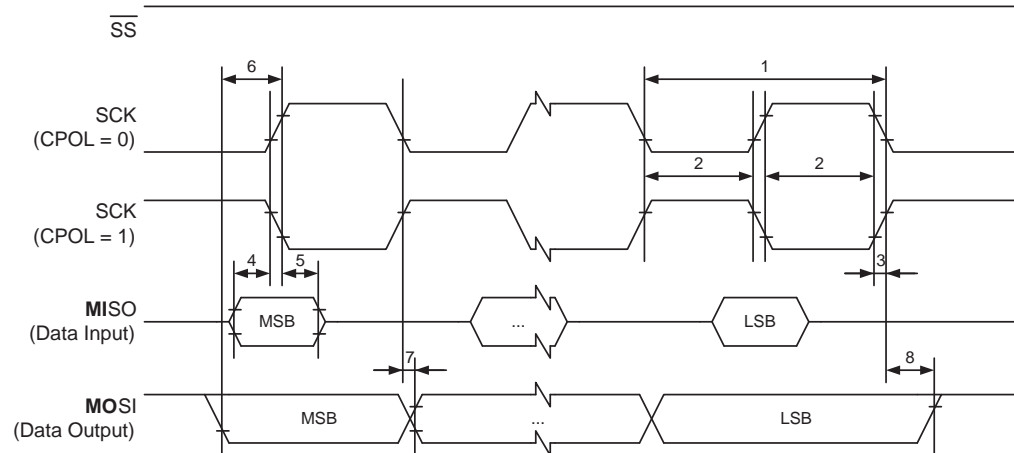 SS
6
1
SCK
(CPOL = 0)
2
2
SCK
(CPOL = 1)
4
5
3
MISO
(Data Input)
MSB
...
LSB
7
8
MOSI
(Data Output)
MSB
...
LSB